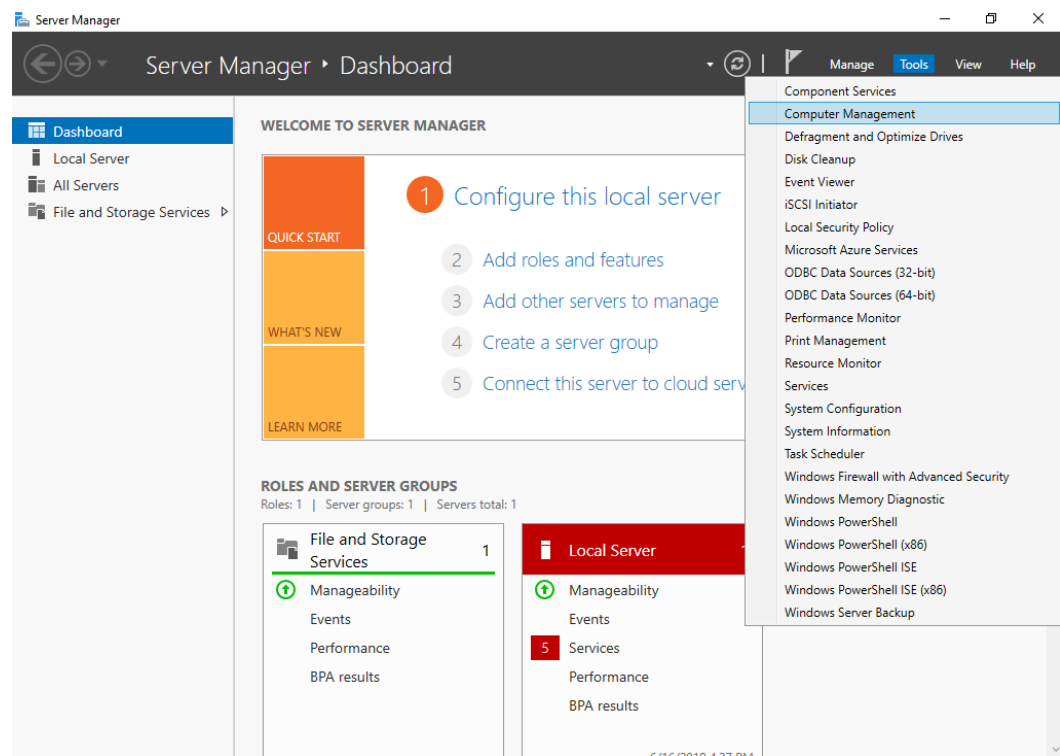 Server Manager
Server Manager ‣ Dashboard
Manage Tools View Help
Dashboard
Local Server
All Servers
File and Storage Services
WELCOME TO SERVER MANAGER
QUICK START
WHAT'S NEW
LEARN MORE
1 Configure this local server
2 Add roles and features
3 Add other servers to manage
4 Create a server group
5 Connect this server to cloud serv
ROLES AND SERVER GROUPS
Roles: 1 | Server groups: 1 | Servers total: 1
File and Storage
Services 1
Manageability
Events
Performance
BPA results
Local Server
Manageability
Events
5 Services
Performance
BPA results
Component Services
Computer Management
Defragment and Optimize Drives
Disk Cleanup
Event Viewer
iSCSI Initiator
Local Security Policy
Microsoft Azure Services
ODBC Data Sources (32-bit)
ODBC Data Sources (64-bit)
Performance Monitor
Print Management
Resource Monitor
Services
System Configuration
System Information
Task Scheduler
Windows Firewall with Advanced Security
Windows Memory Diagnostic
Windows PowerShell
Windows PowerShell (x86)
Windows PowerShell ISE
Windows PowerShell ISE (x86)
Windows Server Backup